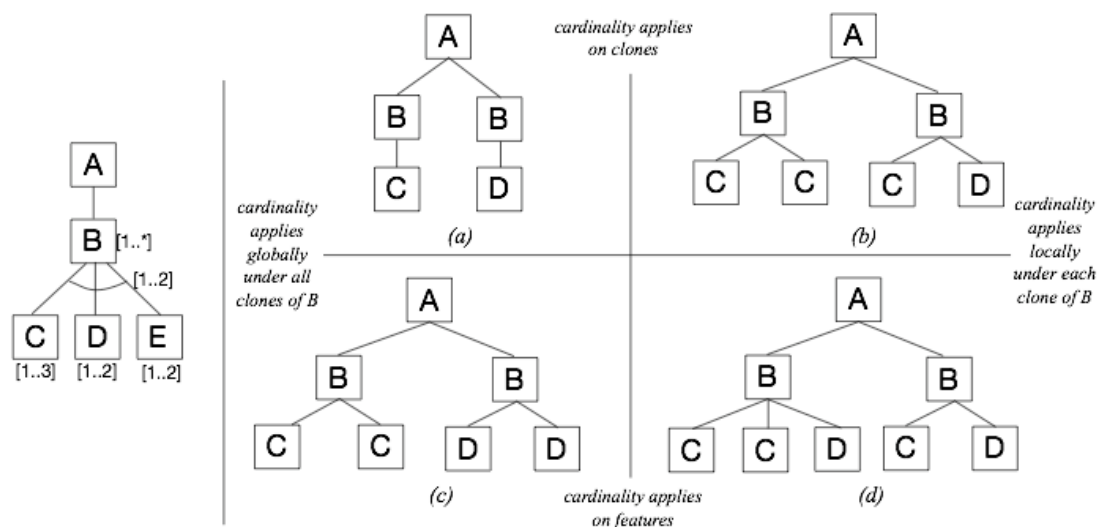 A
B [1..*]
[1..2]
C D E
[1..3] [1..2] [1..2]
cardinality
applies
globally
under all
clones of B
cardinality applies
on clones
A
B B
C D
(a)
A
B B
C C C D
(b)
cardinality
applies
locally
under each
clone of B
A
B B
C C D D
(c)
A
B B
C C D C D
(d)
cardinality applies
on features